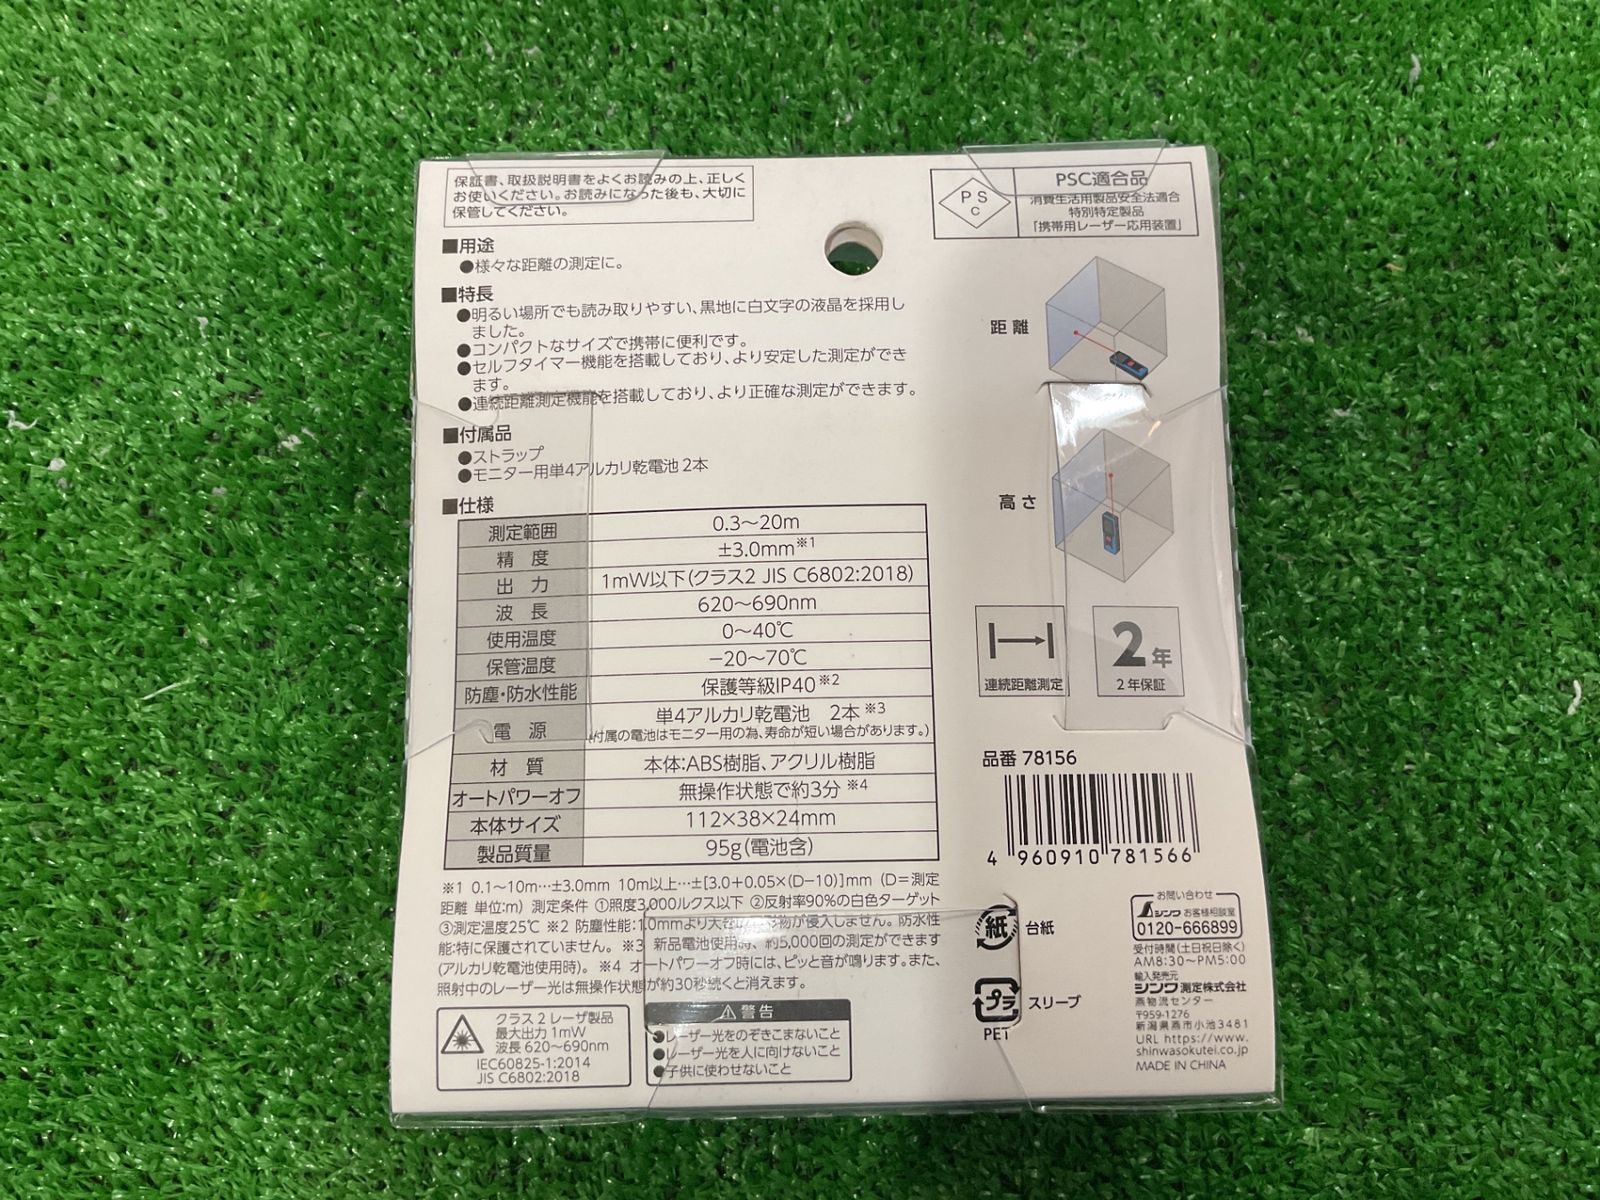 保証書、取扱説明書をよくお読みの上、正しく
お使いください。お読みになった後も、大切に
保管してください。
PSC
PSC適合品
消費生活用製品安全法適合
特別特定製品
「携帯用レーザー応用装置」
■用途
●様々な距離の測定に。
■特長
●明るい場所でも読み取りやすい、黒地に白文字の液晶を採用し
ました。
●コンパクトなサイズで携帯に便利です。
●セルフタイマー機能を搭載しており、より安定した測定ができ
ます。
●連続距離測定機能を搭載しており、より正確な測定ができます。
■付属品
●ストラップ
●モニター用単4アルカリ乾電池 2本
■仕様
測定範囲 0.3～20m
精度 ±3.0mm※1
出力 1mW以下(クラス2 JIS C6802:2018)
波長 620～690nm
使用温度 0～40℃
保管温度 −20～70℃
防塵・防水性能 保護等級IP40※2
電源 単4アルカリ乾電池 2本※3
(付属の電池はモニター用の為、寿命が短い場合があります。)
材質 本体:ABS樹脂、アクリル樹脂
オートパワーオフ 無操作状態で約3分※4
本体サイズ 112×38×24mm
製品質量 95g(電池含)
※1 0.1～10m…±3.0mm 10m以上…±[3.0+0.05×(D−10)]mm (D=測定
距離 単位:m) 測定条件 ①照度3,000ルクス以下 ②反射率90%の白色ターゲット
③測定温度25℃ ※2 防塵性能:1.0mmより大きい固形物が侵入しません。防水性
能:特に保護されていません。 ※3 新品電池使用時、約5,000回の測定ができます
(アルカリ乾電池使用時)。 ※4 オートパワーオフ時には、ピッと音が鳴ります。また、
照射中のレーザー光は無操作状態が約30秒続くと消えます。
クラス 2 レーザ製品
最大出力 1mW
波長 620～690nm
IEC60825-1:2014
JIS C6802:2018
警告
●レーザー光をのぞきこまないこと
●レーザー光を人に向けないこと
●子供に使わせないこと
距離
高さ
連続距離測定
2年
2年保証
品番 78156
4 960910 781566
紙 台紙
プラ スリーブ
PET
お問い合わせ
シンワ お客様相談室
0120-666899
受付時間(土日祝日除く)
AM8:30～PM5:00
輸入発売元
シンワ測定株式会社
燕物流センター
〒959-1276
新潟県燕市小池3481
URL https://www.
shinwasokutei.co.jp
MADE IN CHINA